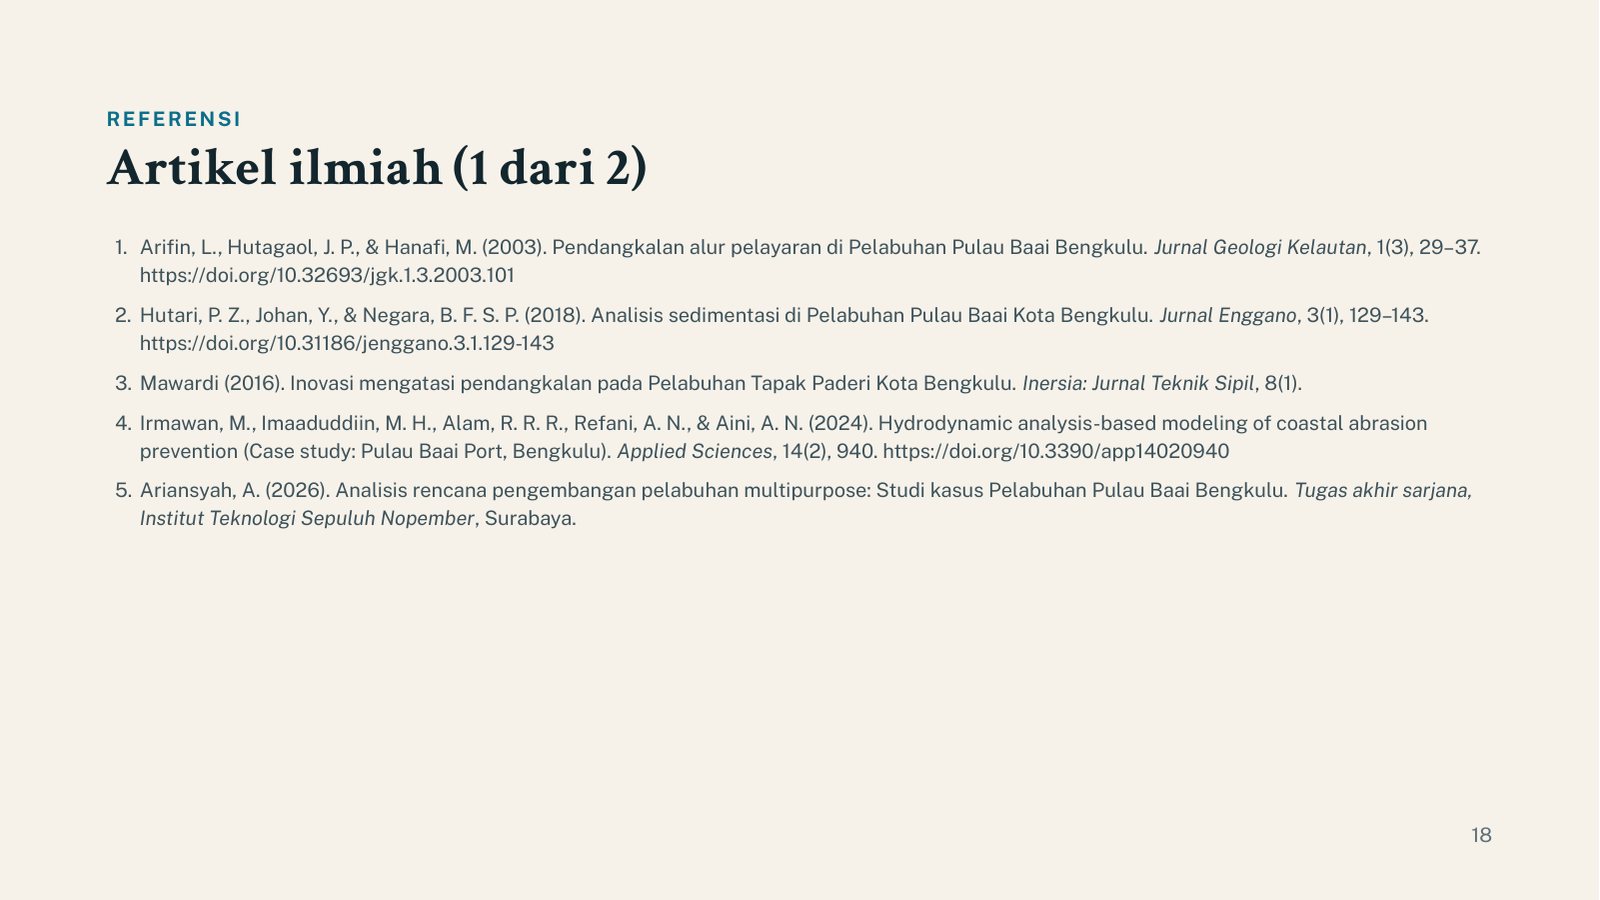 REFERENSI
Artikel ilmiah (1 dari 2)
1. Arifin, L., Hutagaol, J. P., & Hanafi, M. (2003). Pendangkalan alur pelayaran di Pelabuhan Pulau Baai Bengkulu. Jurnal Geologi Kelautan, 1(3), 29–37.
https://doi.org/10.32693/jgk.1.3.2003.101
2. Hutari, P. Z., Johan, Y., & Negara, B. F. S. P. (2018). Analisis sedimentasi di Pelabuhan Pulau Baai Kota Bengkulu. Jurnal Enggano, 3(1), 129–143.
https://doi.org/10.31186/jenggano.3.1.129-143
3. Mawardi (2016). Inovasi mengatasi pendangkalan pada Pelabuhan Tapak Paderi Kota Bengkulu. Inersia: Jurnal Teknik Sipil, 8(1).
4. Irmawan, M., Imaaduddiin, M. H., Alam, R. R. R., Refani, A. N., & Aini, A. N. (2024). Hydrodynamic analysis-based modeling of coastal abrasion
prevention (Case study: Pulau Baai Port, Bengkulu). Applied Sciences, 14(2), 940. https://doi.org/10.3390/app14020940
5. Ariansyah, A. (2026). Analisis rencana pengembangan pelabuhan multipurpose: Studi kasus Pelabuhan Pulau Baai Bengkulu. Tugas akhir sarjana,
Institut Teknologi Sepuluh Nopember, Surabaya.
18